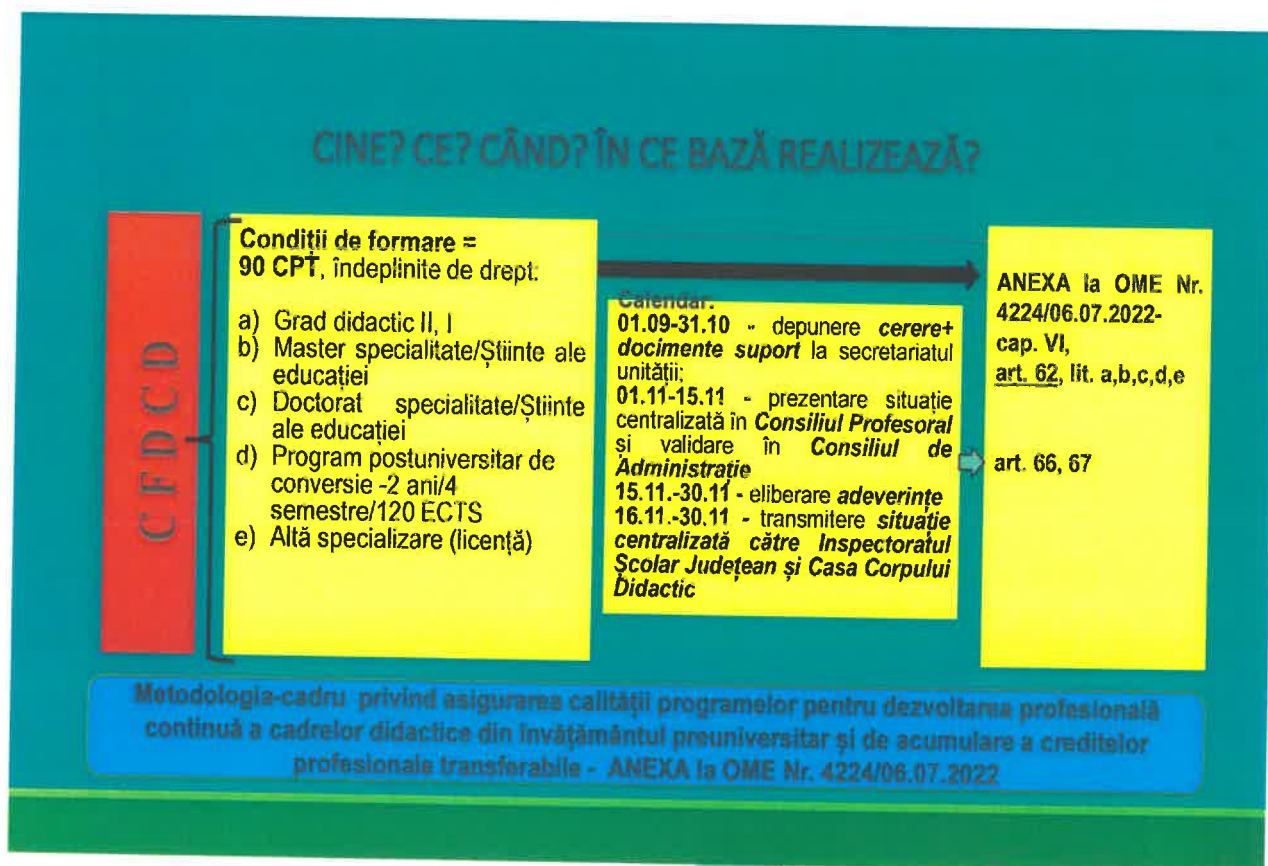 CINE? CE? CÂND? ÎN CE BAZĂ REALIZEAZĂ?
CFDCD
Condiții de formare =
90 CPT, îndeplinite de drept:
a) Grad didactic II, I
b) Master specialitate/Științe ale
educației
c) Doctorat specialitate/Științe
ale educației
d) Program postuniversitar de
conversie -2 ani/4
semestre/120 ECTS
e) Altă specializare (licență)
Calendar:
01.09-31.10 - depunere cerere+
docimente suport la secretariatul
unității;
01.11-15.11 - prezentare situație
centralizată în Consiliul Profesoral
și validare în Consiliul de
Administrație
15.11.-30.11 - eliberare adeverințe
16.11.-30.11 - transmitere situație
centralizată către Inspectoratul
Școlar Județean și Casa Corpului
Didactic
ANEXA la OME Nr.
4224/06.07.2022-
cap. VI,
art. 62, lit. a,b,c,d,e
art. 66, 67
Metodologia-cadru privind asigurarea calității programelor pentru dezvoltarea profesională
continuă a cadrelor didactice din învățământul preuniversitar și de acumulare a creditelor
profesionale transferabile - ANEXA la OME Nr. 4224/06.07.2022